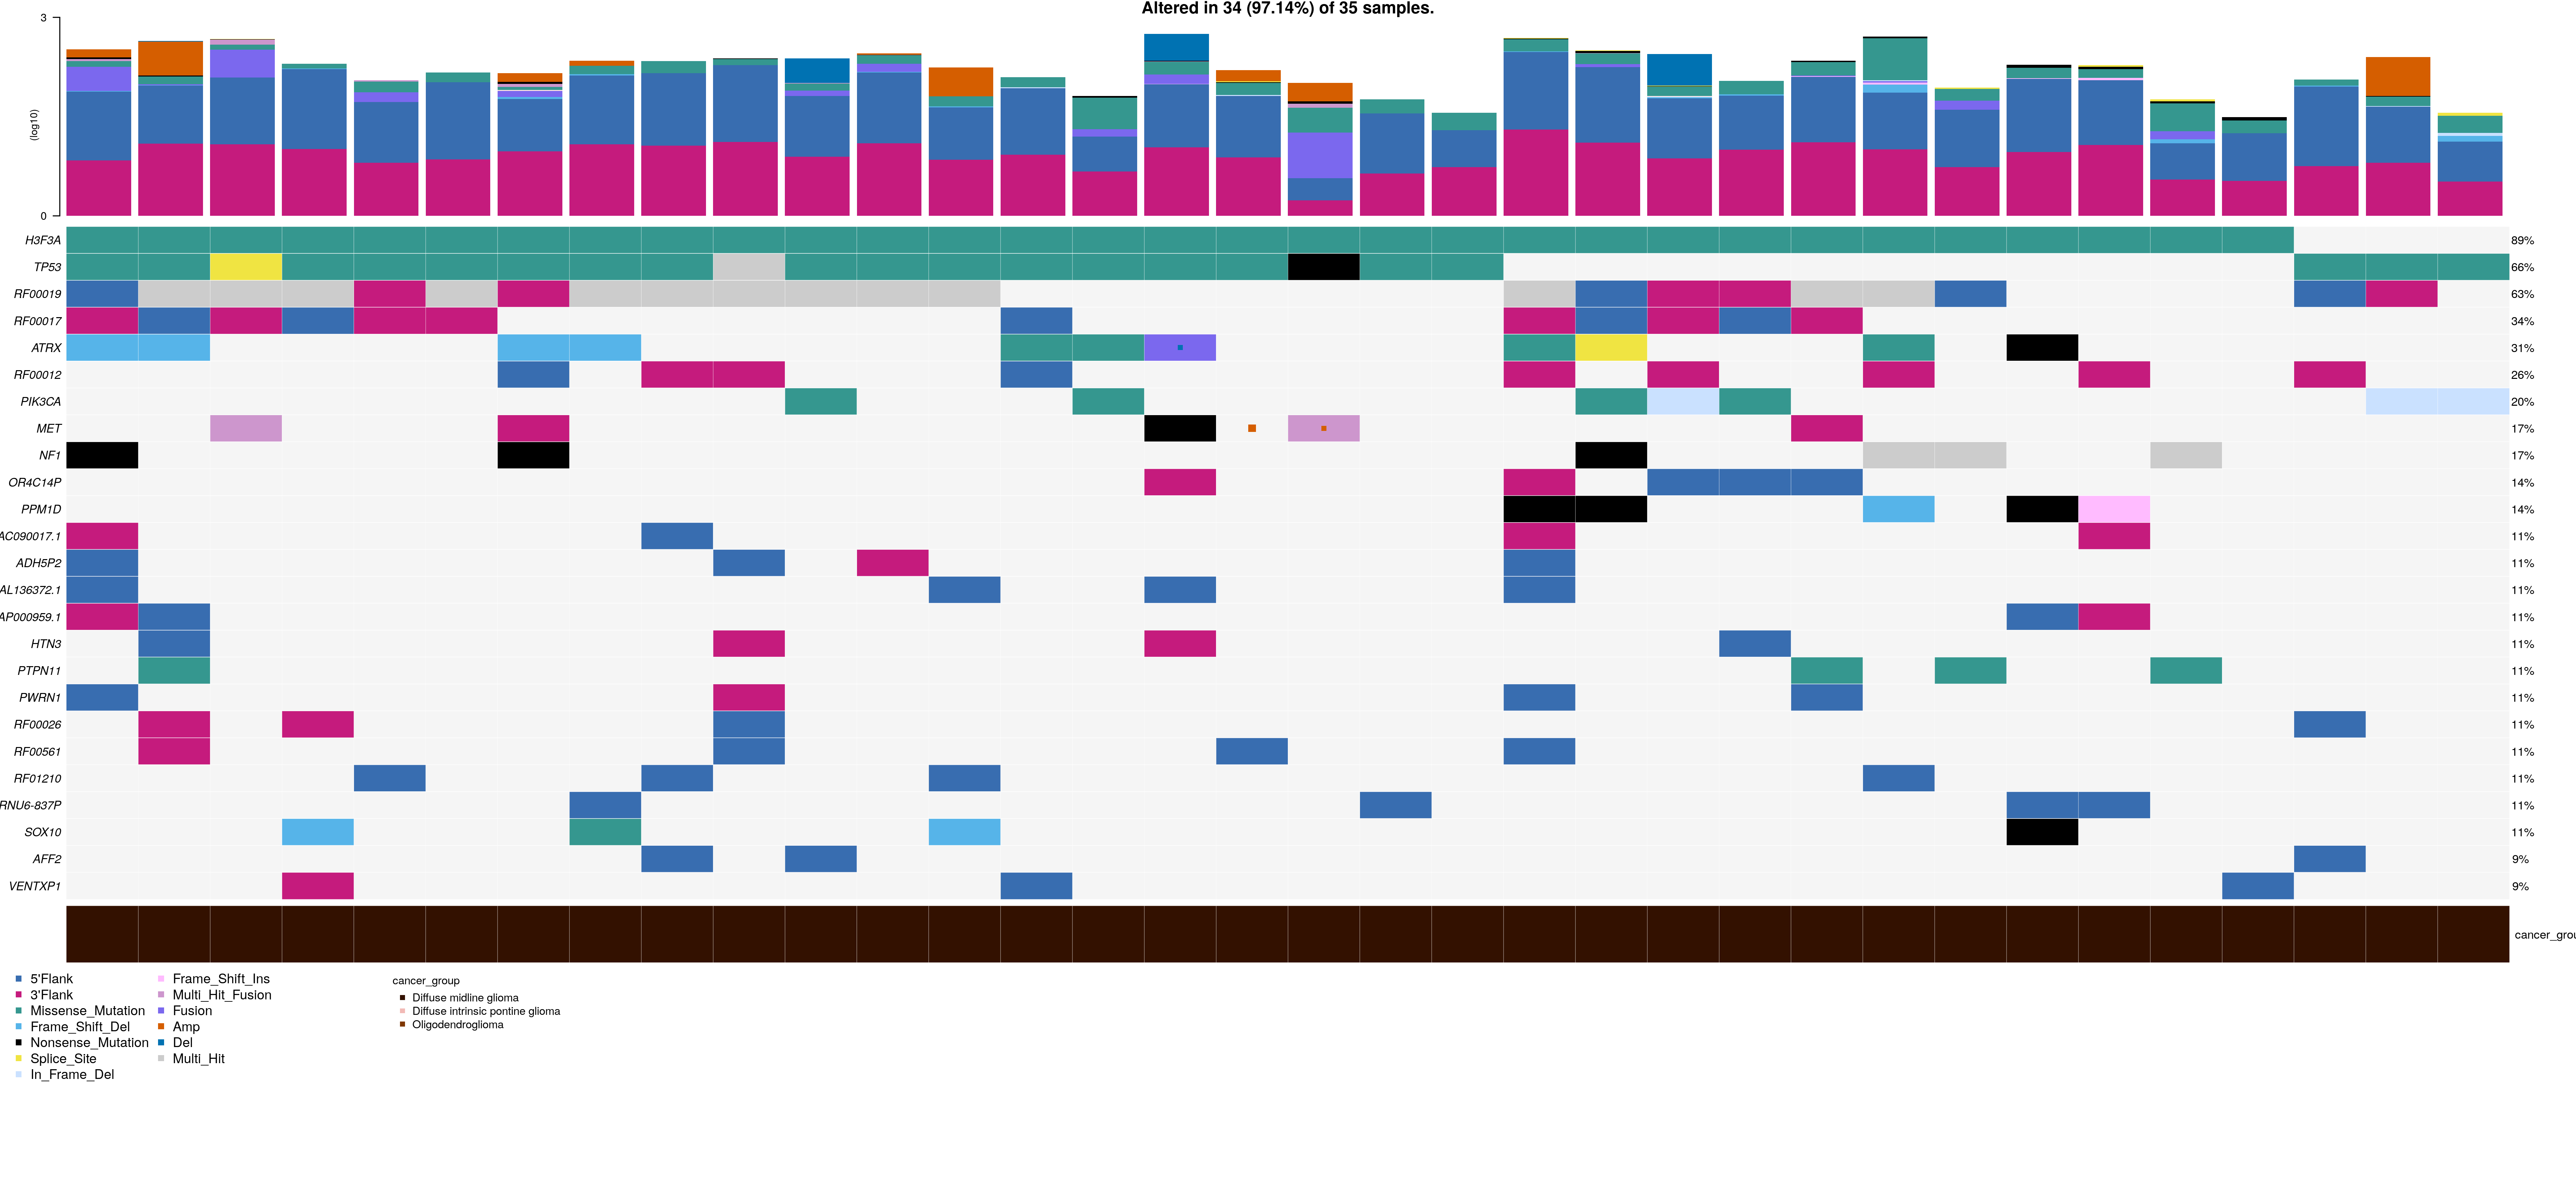 Altered in 34 (97.14%) of 35 samples.
3
(log10)
0
H3F3A 89%
TP53 66%
RF00019 63%
RF00017 34%
ATRX 31%
RF00012 26%
PIK3CA 20%
MET 17%
NF1 17%
OR4C14P 14%
PPM1D 14%
AC090017.1 11%
ADH5P2 11%
AL136372.1 11%
AP000959.1 11%
HTN3 11%
PTPN11 11%
PWRN1 11%
RF00026 11%
RF00561 11%
RF01210 11%
RNU6-837P 11%
SOX10 11%
AFF2 9%
VENTXP1 9%
cancer_grou
5'Flank
3'Flank
Missense_Mutation
Frame_Shift_Del
Nonsense_Mutation
Splice_Site
In_Frame_Del
Frame_Shift_Ins
Multi_Hit_Fusion
Fusion
Amp
Del
Multi_Hit
cancer_group
Diffuse midline glioma
Diffuse intrinsic pontine glioma
Oligodendroglioma